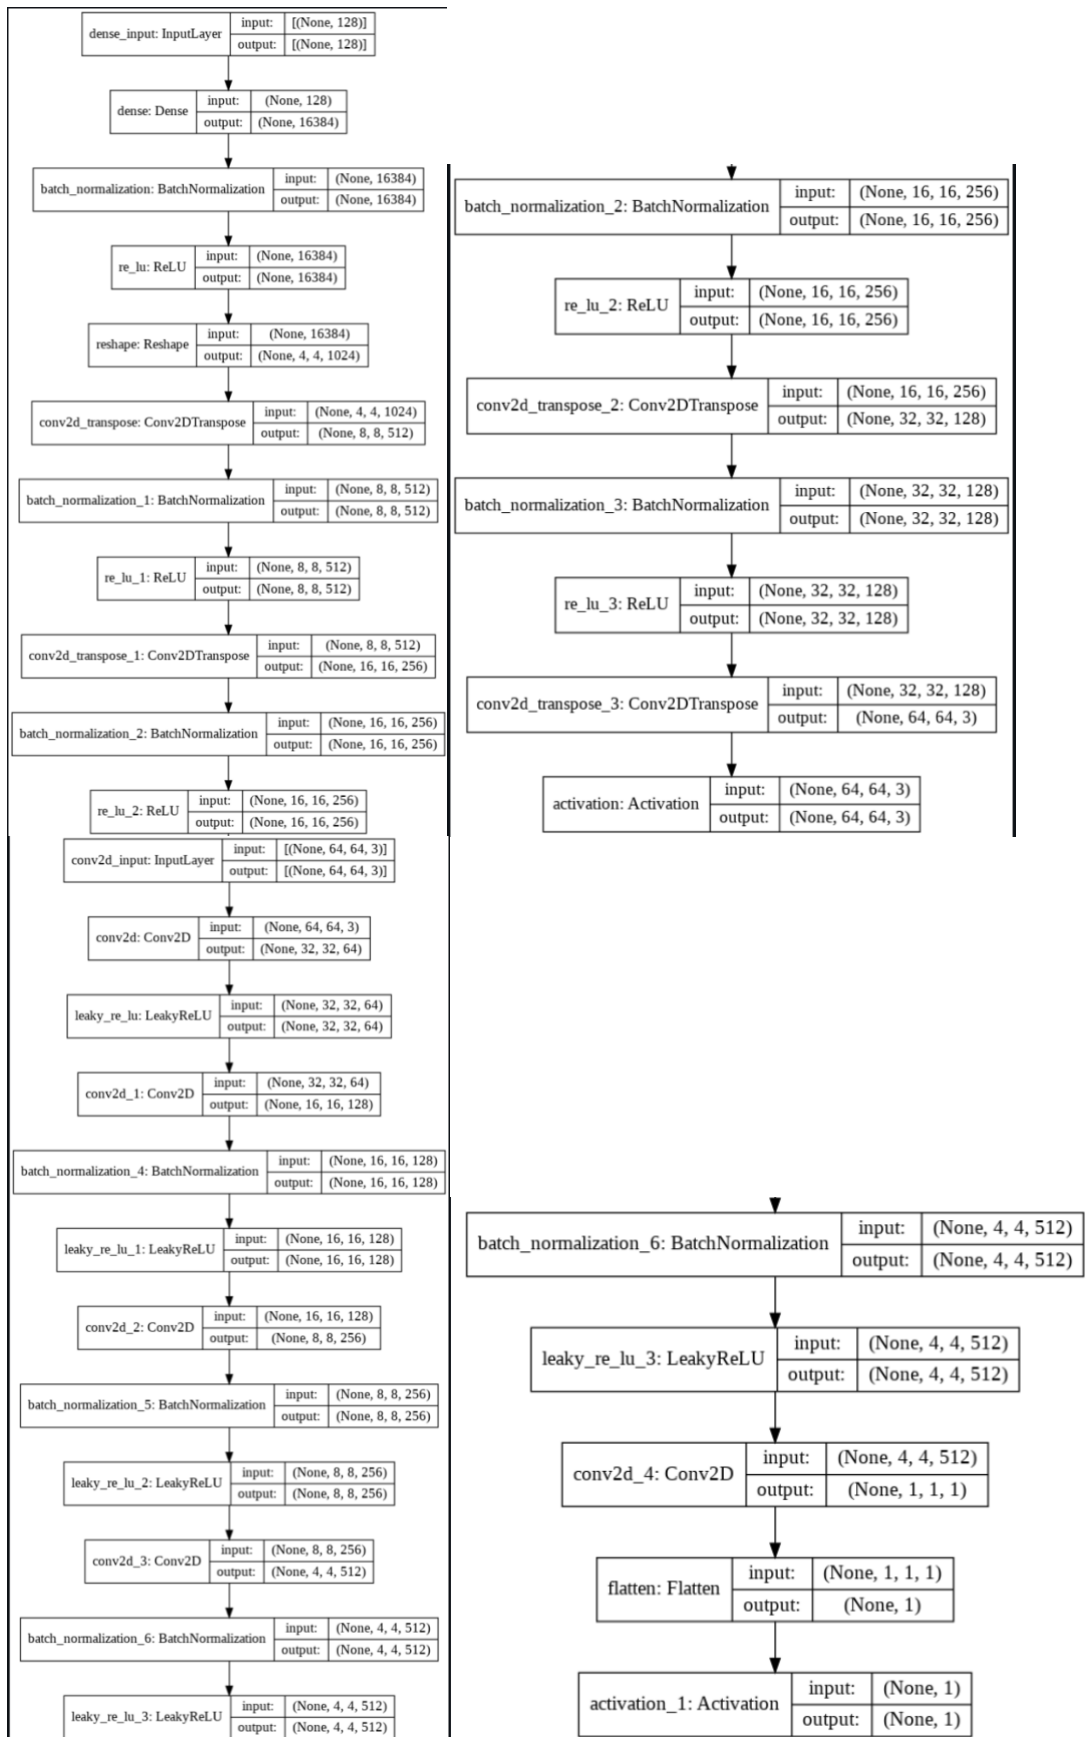 dense_input: InputLayer
input: [(None, 128)]
output: [(None, 128)]
dense: Dense
input: (None, 128)
output: (None, 16384)
batch_normalization: BatchNormalization
input: (None, 16384)
output: (None, 16384)
re_lu: ReLU
input: (None, 16384)
output: (None, 16384)
reshape: Reshape
input: (None, 16384)
output: (None, 4, 4, 1024)
conv2d_transpose: Conv2DTranspose
input: (None, 4, 4, 1024)
output: (None, 8, 8, 512)
batch_normalization_1: BatchNormalization
input: (None, 8, 8, 512)
output: (None, 8, 8, 512)
re_lu_1: ReLU
input: (None, 8, 8, 512)
output: (None, 8, 8, 512)
conv2d_transpose_1: Conv2DTranspose
input: (None, 8, 8, 512)
output: (None, 16, 16, 256)
batch_normalization_2: BatchNormalization
input: (None, 16, 16, 256)
output: (None, 16, 16, 256)
re_lu_2: ReLU
input: (None, 16, 16, 256)
output: (None, 16, 16, 256)
batch_normalization_2: BatchNormalization
input: (None, 16, 16, 256)
output: (None, 16, 16, 256)
re_lu_2: ReLU
input: (None, 16, 16, 256)
output: (None, 16, 16, 256)
conv2d_transpose_2: Conv2DTranspose
input: (None, 16, 16, 256)
output: (None, 32, 32, 128)
batch_normalization_3: BatchNormalization
input: (None, 32, 32, 128)
output: (None, 32, 32, 128)
re_lu_3: ReLU
input: (None, 32, 32, 128)
output: (None, 32, 32, 128)
conv2d_transpose_3: Conv2DTranspose
input: (None, 32, 32, 128)
output: (None, 64, 64, 3)
activation: Activation
input: (None, 64, 64, 3)
output: (None, 64, 64, 3)
conv2d_input: InputLayer
input: [(None, 64, 64, 3)]
output: [(None, 64, 64, 3)]
conv2d: Conv2D
input: (None, 64, 64, 3)
output: (None, 32, 32, 64)
leaky_re_lu: LeakyReLU
input: (None, 32, 32, 64)
output: (None, 32, 32, 64)
conv2d_1: Conv2D
input: (None, 32, 32, 64)
output: (None, 16, 16, 128)
batch_normalization_4: BatchNormalization
input: (None, 16, 16, 128)
output: (None, 16, 16, 128)
leaky_re_lu_1: LeakyReLU
input: (None, 16, 16, 128)
output: (None, 16, 16, 128)
conv2d_2: Conv2D
input: (None, 16, 16, 128)
output: (None, 8, 8, 256)
batch_normalization_5: BatchNormalization
input: (None, 8, 8, 256)
output: (None, 8, 8, 256)
leaky_re_lu_2: LeakyReLU
input: (None, 8, 8, 256)
output: (None, 8, 8, 256)
conv2d_3: Conv2D
input: (None, 8, 8, 256)
output: (None, 4, 4, 512)
batch_normalization_6: BatchNormalization
input: (None, 4, 4, 512)
output: (None, 4, 4, 512)
leaky_re_lu_3: LeakyReLU
input: (None, 4, 4, 512)
output: (None, 4, 4, 512)
batch_normalization_6: BatchNormalization
input: (None, 4, 4, 512)
output: (None, 4, 4, 512)
leaky_re_lu_3: LeakyReLU
input: (None, 4, 4, 512)
output: (None, 4, 4, 512)
conv2d_4: Conv2D
input: (None, 4, 4, 512)
output: (None, 1, 1, 1)
flatten: Flatten
input: (None, 1, 1, 1)
output: (None, 1)
activation_1: Activation
input: (None, 1)
output: (None, 1)